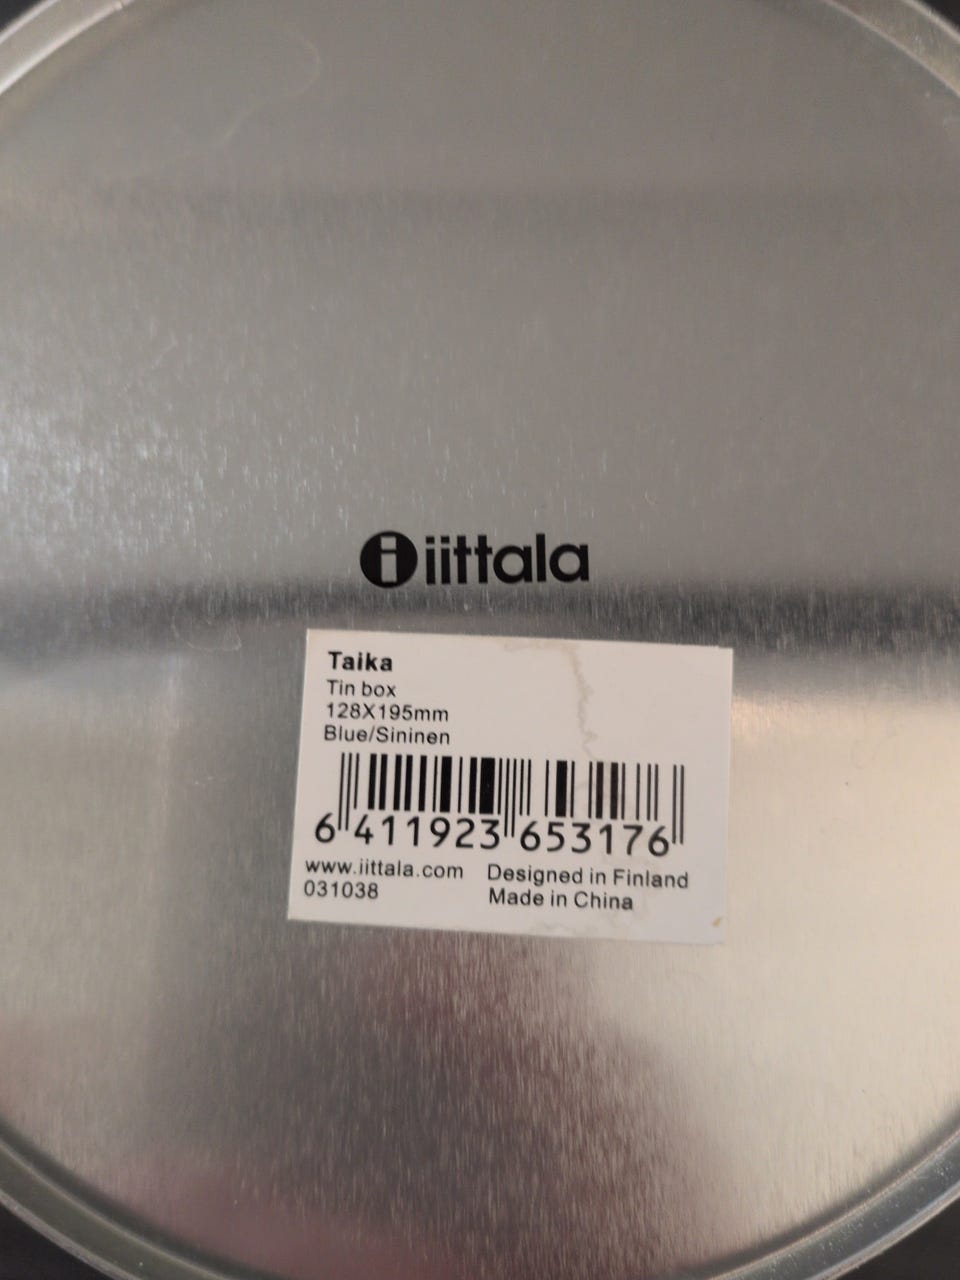 iittala
Taika
Tin box
128X195mm
Blue/Sininen
6 411923 653176
www.iittala.com Designed in Finland
031038 Made in China